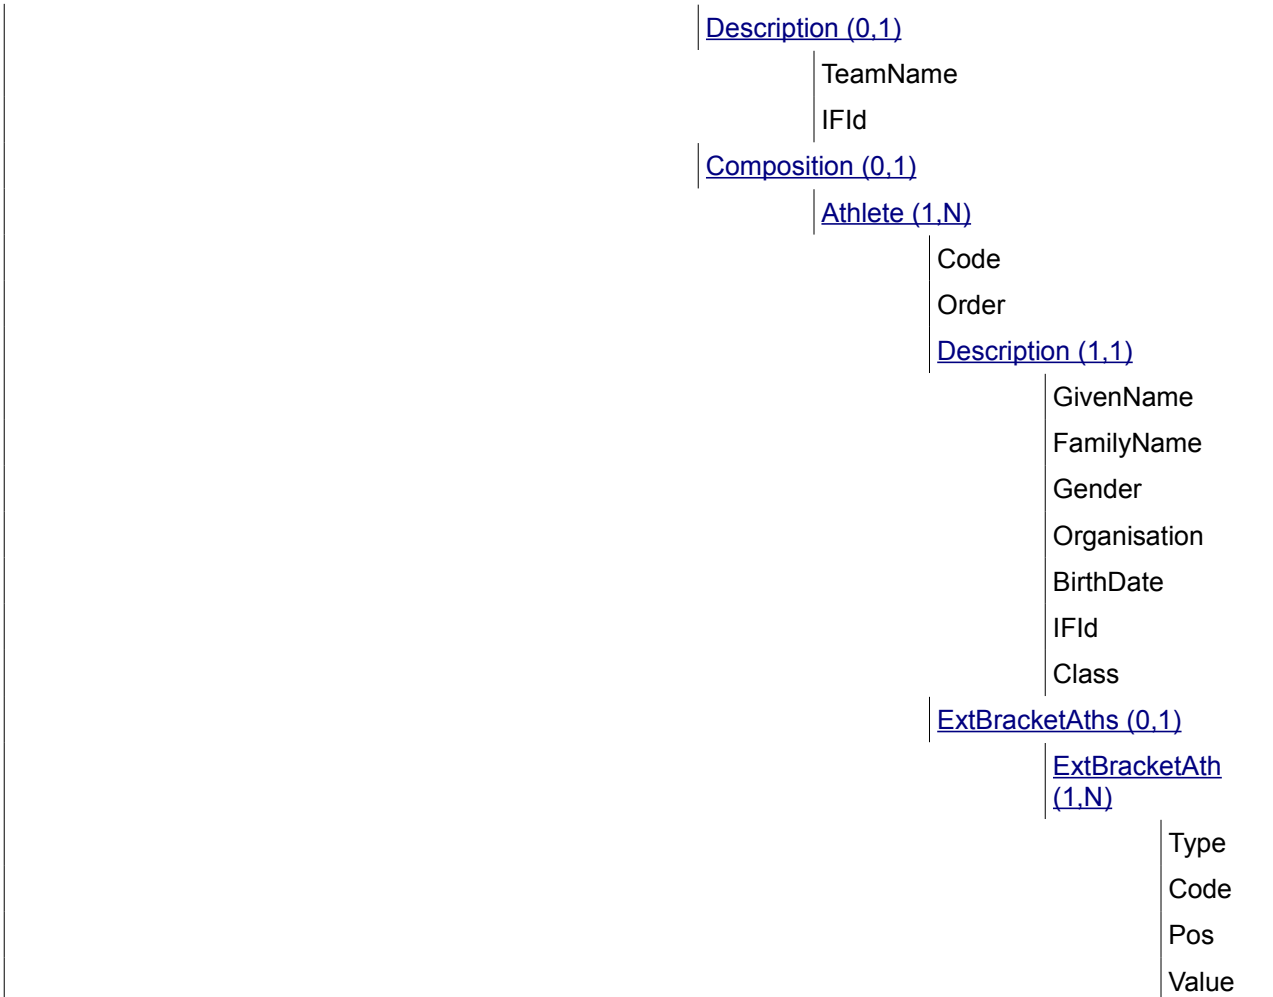 Description (0,1)
TeamName
IFId
Composition (0,1)
Athlete (1,N)
Code
Order
Description (1,1)
GivenName
FamilyName
Gender
Organisation
BirthDate
IFId
Class
ExtBracketAths (0,1)
ExtBracketAth
(1,N)
Type
Code
Pos
Value